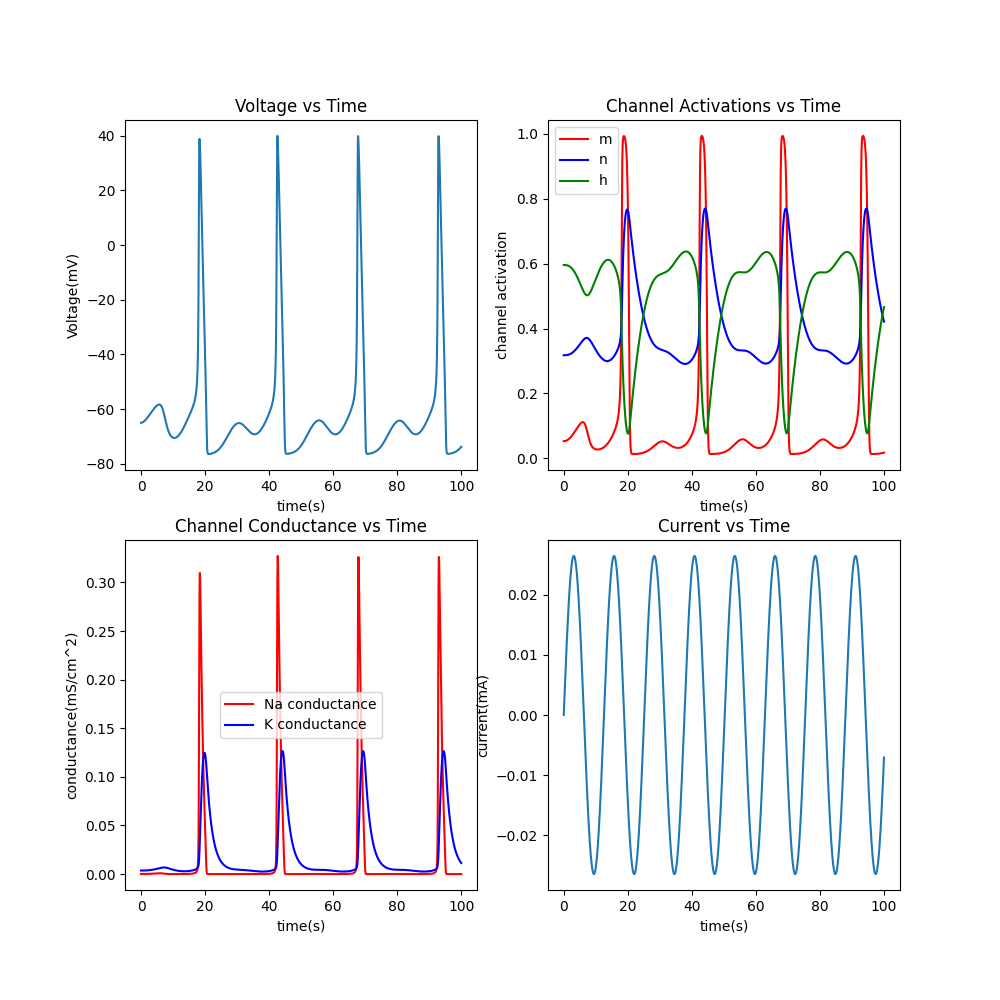 Voltage vs Time
Voltage(mV)
40
20
0
−20
−40
−60
−80
0 20 40 60 80 100
time(s)
Channel Activations vs Time
channel activation
1.0
0.8
0.6
0.4
0.2
0.0
m
n
h
0 20 40 60 80 100
time(s)
Channel Conductance vs Time
conductance(mS/cm^2)
0.30
0.25
0.20
0.15
0.10
0.05
0.00
Na conductance
K conductance
0 20 40 60 80 100
time(s)
Current vs Time
current(mA)
0.02
0.01
0.00
−0.01
−0.02
0 20 40 60 80 100
time(s)